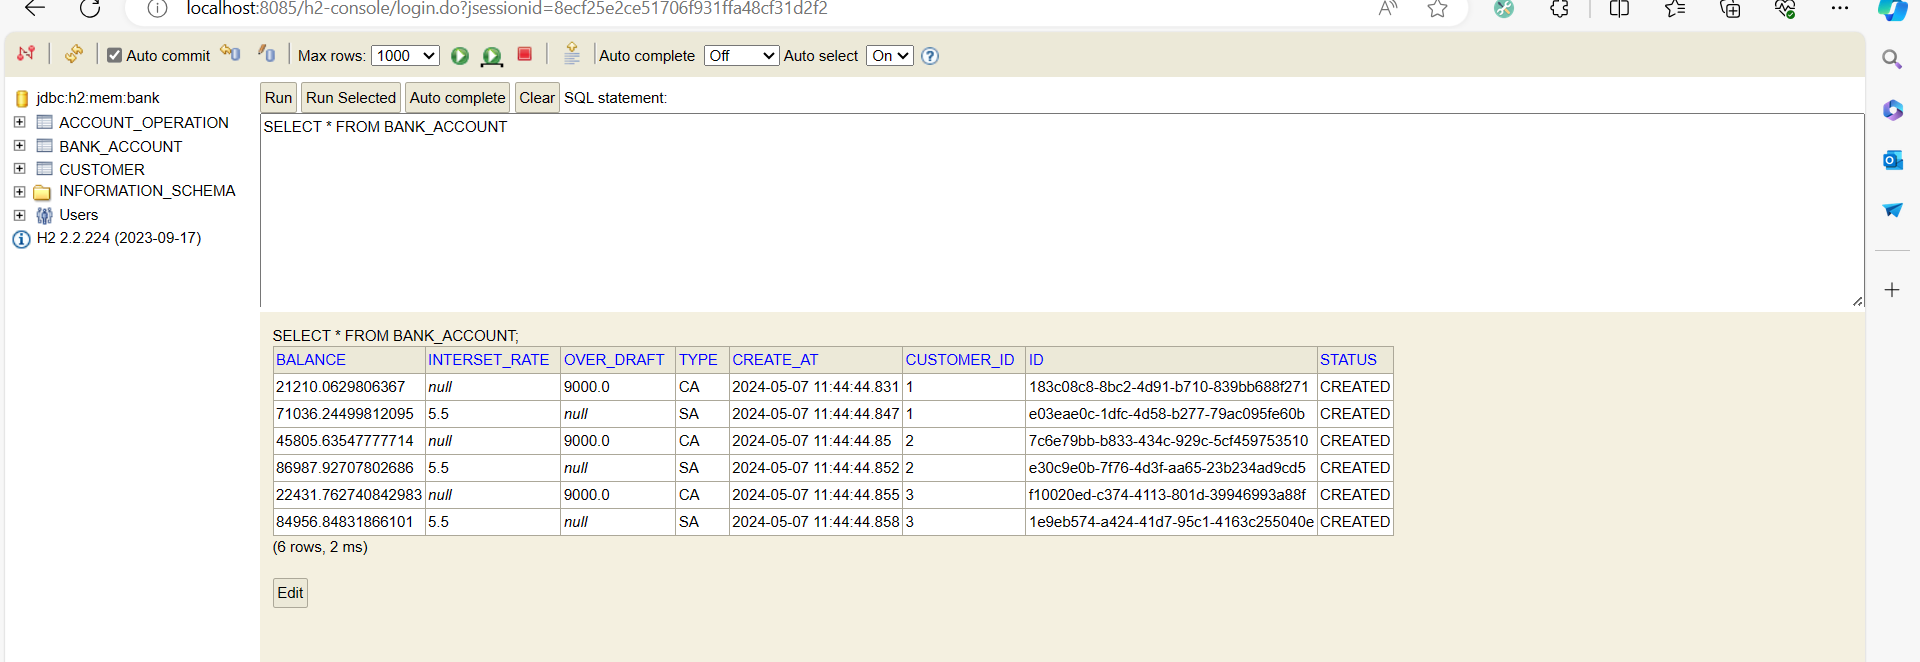 localhost:8085/h2-console/login.do?jsessionid=8ecf25e2ce51706f931ffa48cf31d2f2
Auto commit Max rows: 1000 Auto complete Off Auto select On
jdbc:h2:mem:bank
ACCOUNT_OPERATION
BANK_ACCOUNT
CUSTOMER
INFORMATION_SCHEMA
Users
H2 2.2.224 (2023-09-17)
Run Run Selected Auto complete Clear SQL statement:
SELECT * FROM BANK_ACCOUNT
SELECT * FROM BANK_ACCOUNT;
BALANCE INTERSET_RATE OVER_DRAFT TYPE CREATE_AT CUSTOMER_ID ID STATUS
21210.0629806367 null 9000.0 CA 2024-05-07 11:44:44.831 1 183c08c8-8bc2-4d91-b710-839bb688f271 CREATED
71036.24499812095 5.5 null SA 2024-05-07 11:44:44.847 1 e03eae0c-1dfc-4d58-b277-79ac095fe60b CREATED
45805.63547777714 null 9000.0 CA 2024-05-07 11:44:44.85 2 7c6e79bb-b833-434c-929c-5cf459753510 CREATED
86987.92707802686 5.5 null SA 2024-05-07 11:44:44.852 2 e30c9e0b-7f76-4d3f-aa65-23b234ad9cd5 CREATED
22431.762740842983 null 9000.0 CA 2024-05-07 11:44:44.855 3 f10020ed-c374-4113-801d-39946993a88f CREATED
84956.84831866101 5.5 null SA 2024-05-07 11:44:44.858 3 1e9eb574-a424-41d7-95c1-4163c255040e CREATED
(6 rows, 2 ms)
Edit